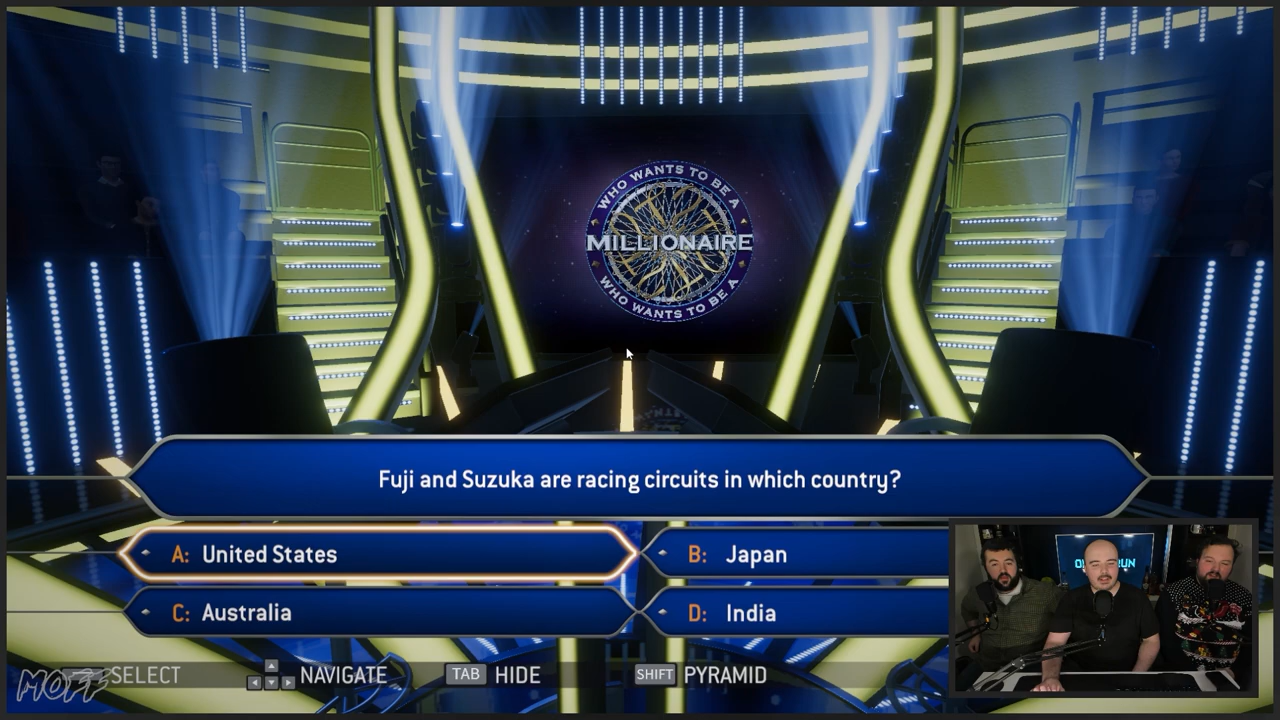 WHO WANTS TO BE A
MILLIONAIRE
WHO WANTS TO BE A
Fuji and Suzuka are racing circuits in which country?
A: United States
B: Japan
C: Australia
D: India
MOFF
SELECT
NAVIGATE
TAB HIDE
SHIFT PYRAMID